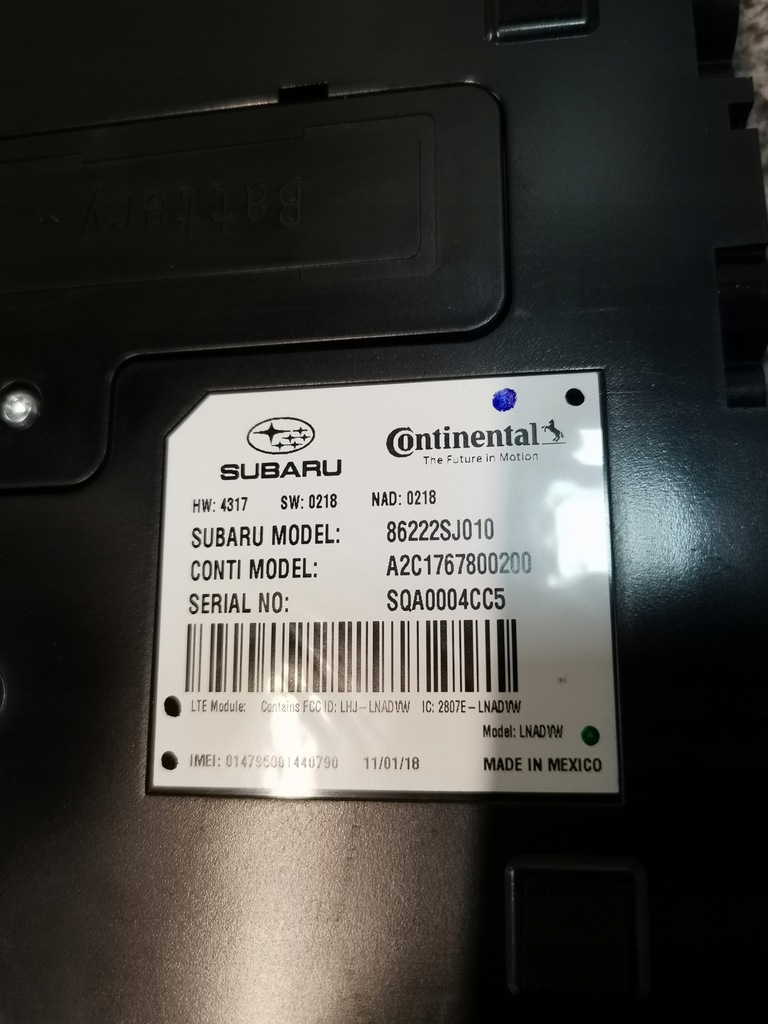 Battery
SUBARU
Continental
The Future in Motion
HW: 4317 SW: 0218 NAD: 0218
SUBARU MODEL: 86222SJ010
CONTI MODEL: A2C1767800200
SERIAL NO: SQA0004CC5
LTE Module: Contains FCC ID: LHJ-LNADVW IC: 2807E-LNADVW
Model: LNADVW
IMEI: 014795001440790 11/01/18 MADE IN MEXICO